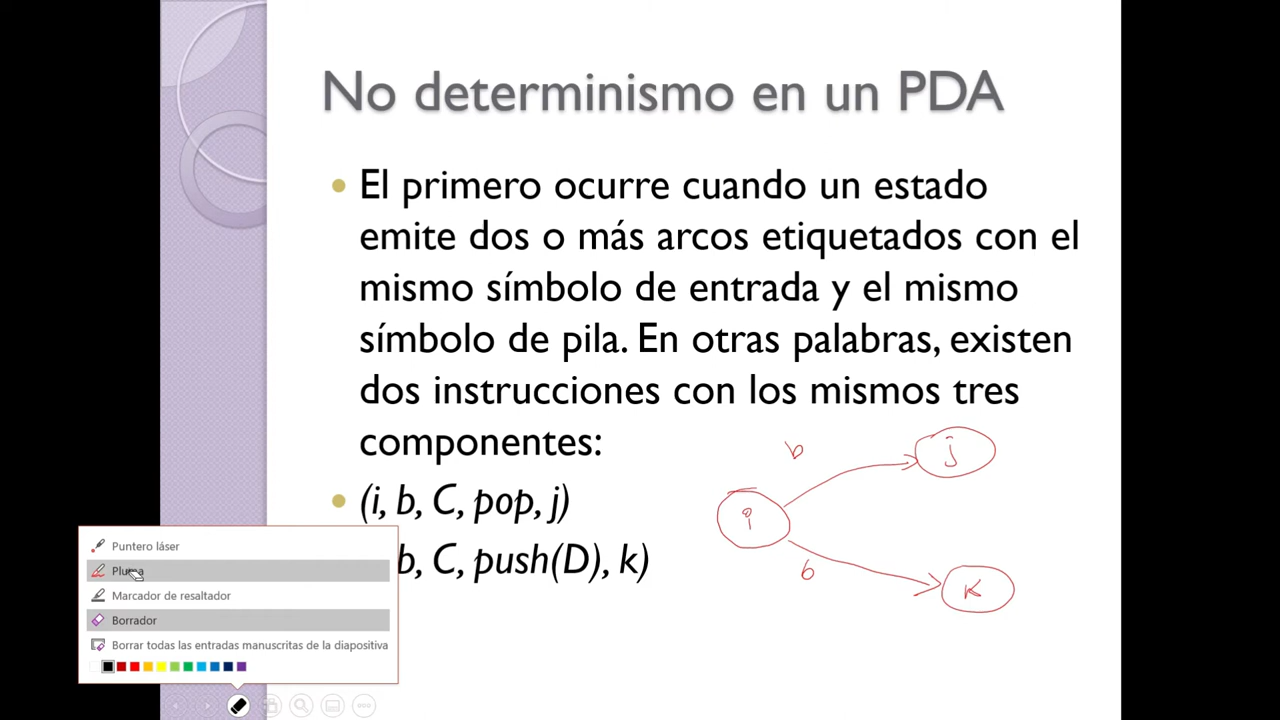 No determinismo en un PDA
El primero ocurre cuando un estado
emite dos o más arcos etiquetados con el
mismo símbolo de entrada y el mismo
símbolo de pila. En otras palabras, existen
dos instrucciones con los mismos tres
componentes:
(i, b, C, pop, j)
b, C, push(D), k)
b
j
i
b
K
Puntero láser
Pluma
Marcador de resaltador
Borrador
Borrar todas las entradas manuscritas de la diapositiva